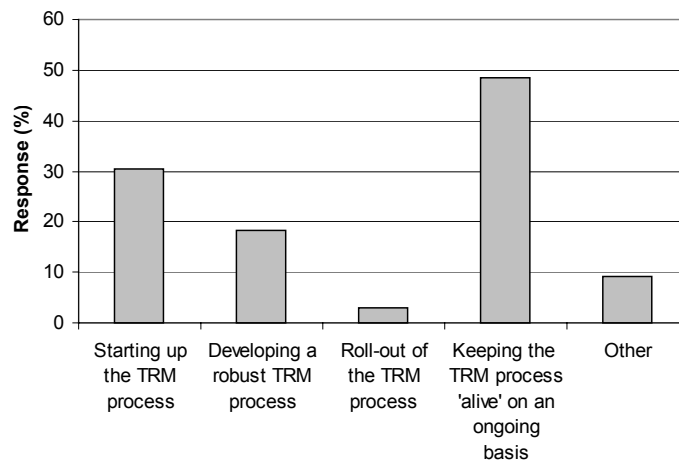 60
50
40
30
20
10
0
Response (%)
Starting up
the TRM
process
Developing a
robust TRM
process
Roll-out of
the TRM
process
Keeping the
TRM process
'alive' on an
ongoing
basis
Other